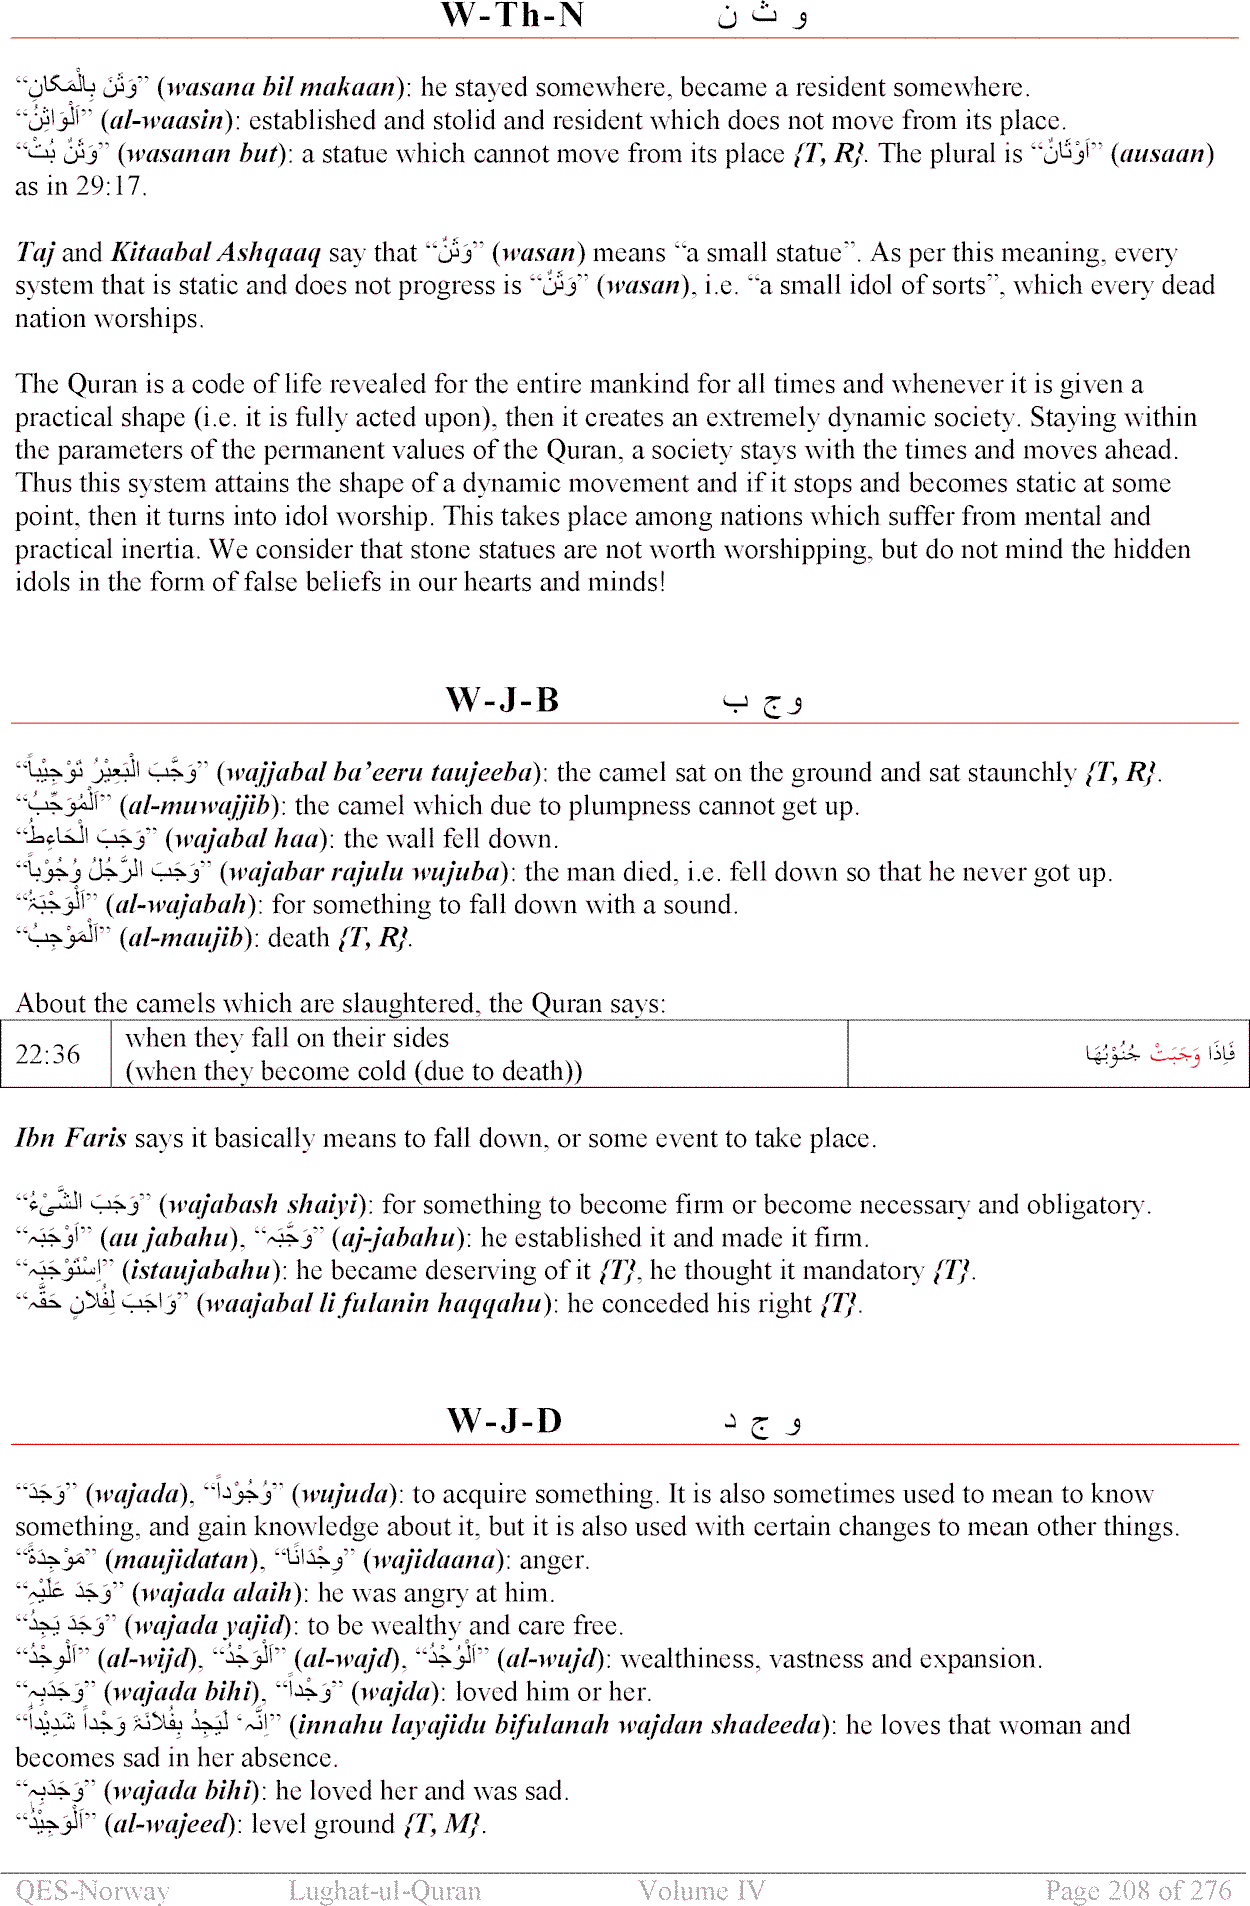 W-Th-N و ث ن
“وَثَنَ بِالْمَكَانِ” (wasana bil makaan): he stayed somewhere, became a resident somewhere.
“اَلْوَاثِنُ” (al-waasin): established and stolid and resident which does not move from its place.
“وَثَنٌ بُتْ” (wasanan but): a statue which cannot move from its place {T, R}. The plural is “اَوْثَانٌ” (ausaan)
as in 29:17.
Taj and Kitaabal Ashqaaq say that “وَثَنٌ” (wasan) means “a small statue”. As per this meaning, every
system that is static and does not progress is “وَثَنٌ” (wasan), i.e. “a small idol of sorts”, which every dead
nation worships.
The Quran is a code of life revealed for the entire mankind for all times and whenever it is given a
practical shape (i.e. it is fully acted upon), then it creates an extremely dynamic society. Staying within
the parameters of the permanent values of the Quran, a society stays with the times and moves ahead.
Thus this system attains the shape of a dynamic movement and if it stops and becomes static at some
point, then it turns into idol worship. This takes place among nations which suffer from mental and
practical inertia. We consider that stone statues are not worth worshipping, but do not mind the hidden
idols in the form of false beliefs in our hearts and minds!
W-J-B و ج ب
“وَجَّبَ الْبَعِيْرُ تَوْجِيْباً” (wajjabal ba’eeru taujeeba): the camel sat on the ground and sat staunchly {T, R}.
“اَلْمُوَجِّبُ” (al-muwajjib): the camel which due to plumpness cannot get up.
“وَجَبَ الْحَاءِطُ” (wajabal haa): the wall fell down.
“وَجَبَ الرَّجُلُ وُجُوْباً” (wajabar rajulu wujuba): the man died, i.e. fell down so that he never got up.
“اَلْوَجْبَۃُ” (al-wajabah): for something to fall down with a sound.
“اَلْمَوْجِبُ” (al-maujib): death {T, R}.
About the camels which are slaughtered, the Quran says:
22:36 when they fall on their sides فَاِذَا وَجَبَتْ جُنُوْبُهَا
(when they become cold (due to death))
Ibn Faris says it basically means to fall down, or some event to take place.
“وَجَبَ الشَّیْءُ” (wajabash shaiyi): for something to become firm or become necessary and obligatory.
“اَوْجَبَہ” (au jabahu), “وَجَّبَہ” (aj-jabahu): he established it and made it firm.
“اسْتَوْجَبَہ” (istaujabahu): he became deserving of it {T}, he thought it mandatory {T}.
“وَاجَبَ لِفُلَانٍ حَقَّہ” (waajabal li fulanin haqqahu): he conceded his right {T}.
W-J-D و ج د
“وَجَدَ” (wajada), “وُجُوْداً” (wujuda): to acquire something. It is also sometimes used to mean to know
something, and gain knowledge about it, but it is also used with certain changes to mean other things.
“مَوْجِدَۃً” (maujidatan), “وِجْدَانًا” (wajidaana): anger.
“وَجَدَ عَلَيْہِ” (wajada alaih): he was angry at him.
“وَجَدَ يَجِدُ” (wajada yajid): to be wealthy and care free.
“اَلْوِجْدُ” (al-wijd), “اَلْوَجْدُ” (al-wajd), “اَلْوُجْدُ” (al-wujd): wealthiness, vastness and expansion.
“وَجَدَبِہٖ” (wajada bihi), “وَجْداً” (wajda): loved him or her.
“اِنَّہ‘ لَيَجِدُ بِفُلَانَۃَ وَجْداً شَدِيْداً” (innahu layajidu bifulanah wajdan shadeeda): he loves that woman and
becomes sad in her absence.
“وَجَدَبِہٖ” (wajada bihi): he loved her and was sad.
“اَلْوَجِيْدُ” (al-wajeed): level ground {T, M}.
QES-Norway Lughat-ul-Quran Volume IV Page 208 of 276